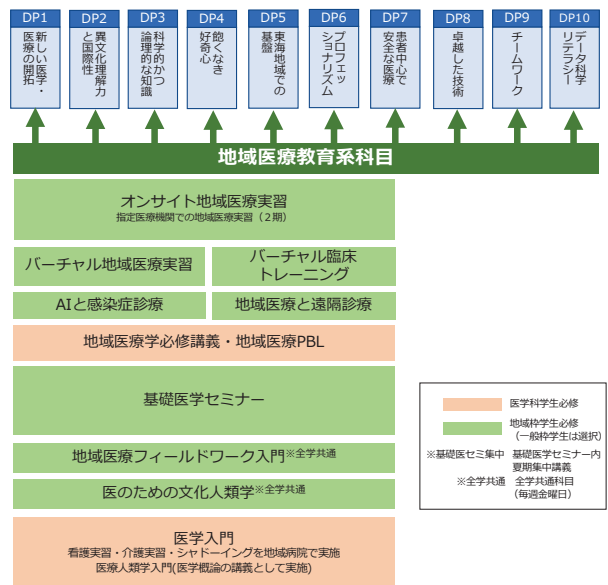 DP1
DP2
DP3
DP4
DP5
DP6
DP7
DP8
DP9
DP10
新しい医学・
医療の開拓
異文化理解力
と国際性
科学的かつ
論理的な知識
飽くなき
好奇心
東海地域での
基盤
プロフェッ
ショナリズム
患者中心で
安全な医療
卓越した技術
チームワーク
データ科学
リテラシー
地域医療教育系科目
オンサイト地域医療実習
指定医療機関での地域医療実習（２期）
バーチャル地域医療実習
バーチャル臨床
トレーニング
AIと感染症診療
地域医療と遠隔診療
地域医療学必修講義・地域医療PBL
基礎医学セミナー
地域医療フィールドワーク入門※全学共通
医のための文化人類学※全学共通
医学入門
看護実習・介護実習・シャドーイングを地域病院で実施
医療人類学入門(医学概論の講義として実施)
医学科学生必修
地域枠学生必修
（一般枠学生は選択）
※基礎医セミ集中 基礎医学セミナー内
夏期集中講義
※全学共通 全学共通科目
（毎週金曜日）